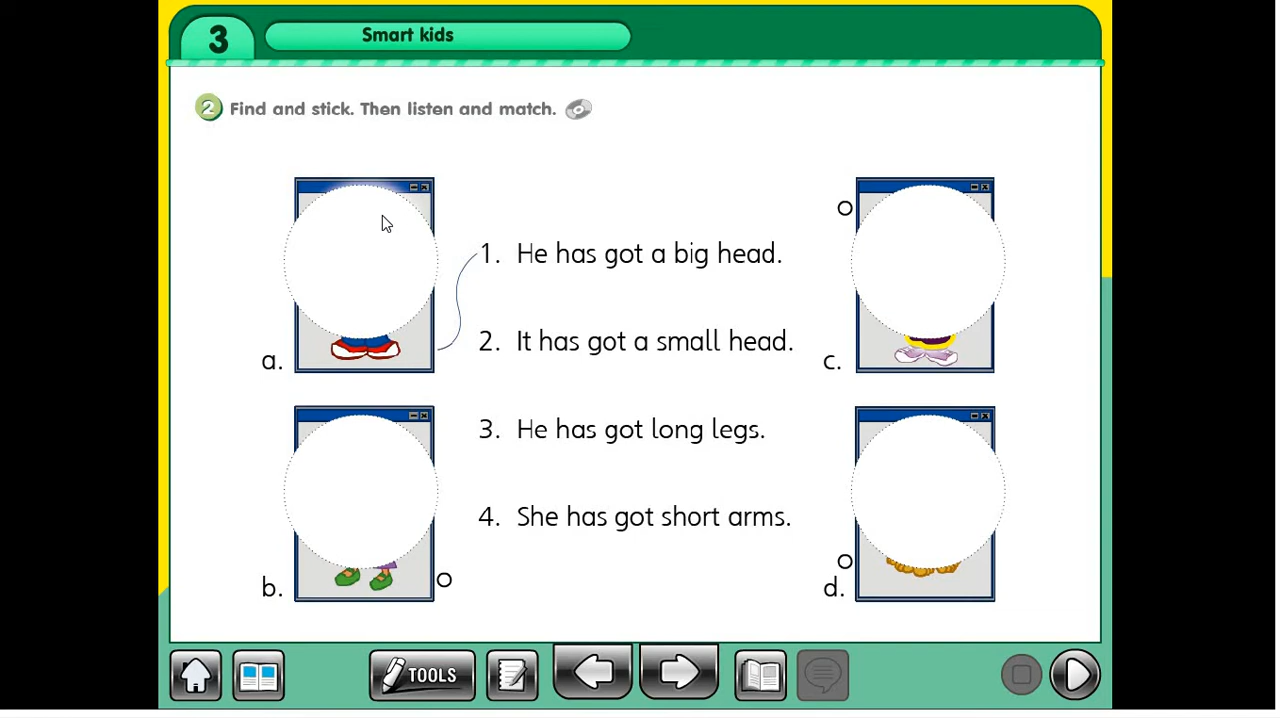 3 Smart kids
2 Find and stick. Then listen and match.
1. He has got a big head.
2. It has got a small head.
a.
c.
3. He has got long legs.
4. She has got short arms.
b.
d.
TOOLS